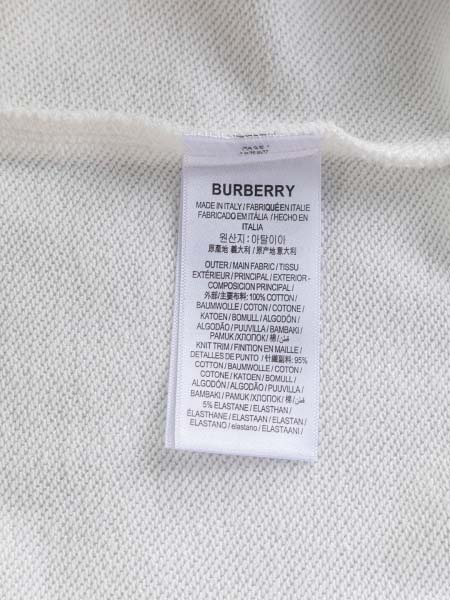 BURBERRY
MADE IN ITALY / FABRIQUÉ EN ITALIE
FABRICADO EM ITÁLIA / HECHO EN
ITALIA
원산지: 아탈이아
原產地 義大利 / 原产地 意大利
OUTER / MAIN FABRIC / TISSU
EXTÉRIEUR / PRINCIPAL / EXTERIOR -
COMPOSICION PRINCIPAL /
外部/主要布料: 100% COTTON /
BAUMWOLLE / COTON / COTONE /
KATOEN / BOMULL / ALGODÓN /
ALGODÃO / PUUVILLA / BAMBAKI /
PAMUK / ХЛОПОК / 棉 / قطن
KNIT TRIM / FINITION EN MAILLE /
DETALLES DE PUNTO / 针織副料: 95%
COTTON / BAUMWOLLE / COTON /
COTONE / KATOEN / BOMULL /
ALGODÓN / ALGODÃO / PUUVILLA /
BAMBAKI / PAMUK / ХЛОПОК / 棉 / قطن /
5% ELASTANE / ELASTHAN /
ÉLASTHANE / ELASTAAN / ELASTAN /
ELASTANO / elastano / ELASTAANI /